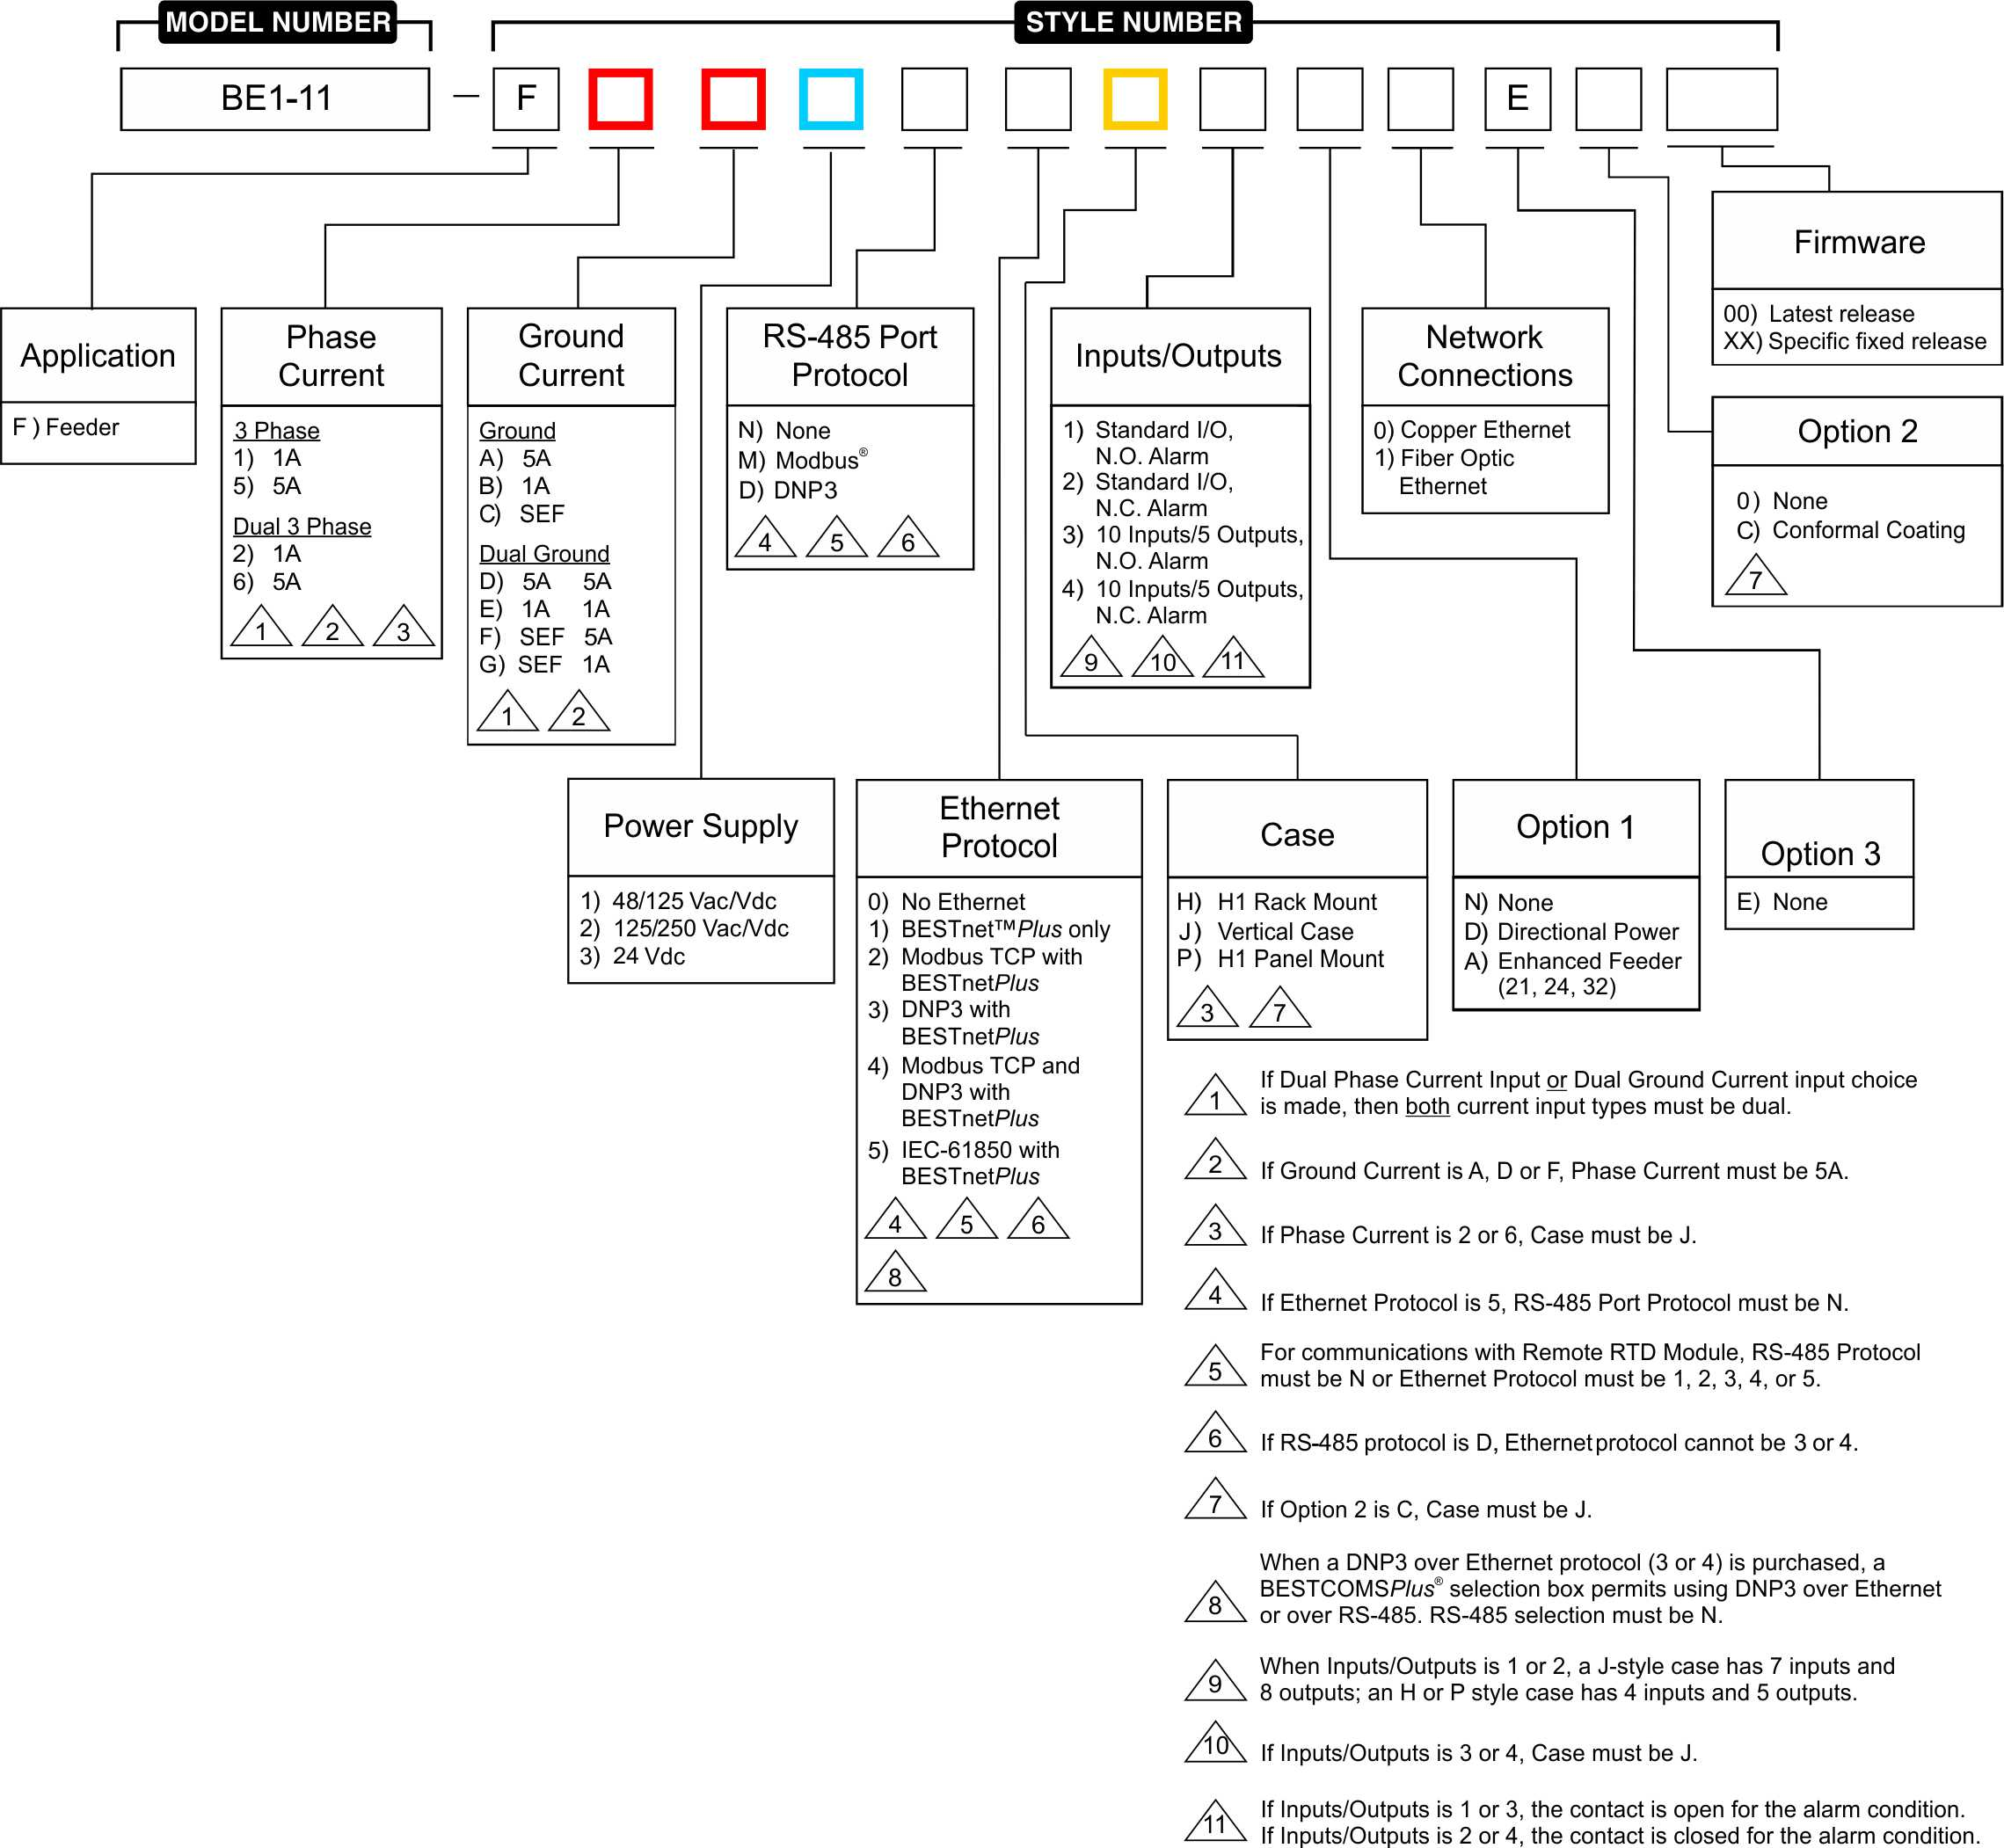 MODEL NUMBER
STYLE NUMBER
BE1-11
—
F
E
Firmware
00) Latest release
XX) Specific fixed release
Application
F ) Feeder
Phase
Current
3 Phase
1) 1A
5) 5A
Dual 3 Phase
2) 1A
6) 5A
1 2 3
Ground
Current
Ground
A) 5A
B) 1A
C) SEF
Dual Ground
D) 5A 5A
E) 1A 1A
F) SEF 5A
G) SEF 1A
1 2
RS-485 Port
Protocol
N) None
M) Modbus®
D) DNP3
4 5 6
Inputs/Outputs
1) Standard I/O,
N.O. Alarm
2) Standard I/O,
N.C. Alarm
3) 10 Inputs/5 Outputs,
N.O. Alarm
4) 10 Inputs/5 Outputs,
N.C. Alarm
9 10 11
Network
Connections
0) Copper Ethernet
1) Fiber Optic
Ethernet
Option 2
0) None
C) Conformal Coating
7
Power Supply
1) 48/125 Vac/Vdc
2) 125/250 Vac/Vdc
3) 24 Vdc
Ethernet
Protocol
0) No Ethernet
1) BESTnet™Plus only
2) Modbus TCP with
BESTnetPlus
3) DNP3 with
BESTnetPlus
4) Modbus TCP and
DNP3 with
BESTnetPlus
5) IEC-61850 with
BESTnetPlus
4 5 6
8
Case
H) H1 Rack Mount
J) Vertical Case
P) H1 Panel Mount
3 7
Option 1
N) None
D) Directional Power
A) Enhanced Feeder
(21, 24, 32)
Option 3
E) None
1 If Dual Phase Current Input or Dual Ground Current input choice
is made, then both current input types must be dual.
2 If Ground Current is A, D or F, Phase Current must be 5A.
3 If Phase Current is 2 or 6, Case must be J.
4 If Ethernet Protocol is 5, RS-485 Port Protocol must be N.
5 For communications with Remote RTD Module, RS-485 Protocol
must be N or Ethernet Protocol must be 1, 2, 3, 4, or 5.
6 If RS-485 protocol is D, Ethernet protocol cannot be 3 or 4.
7 If Option 2 is C, Case must be J.
8 When a DNP3 over Ethernet protocol (3 or 4) is purchased, a
BESTCOMSPlus® selection box permits using DNP3 over Ethernet
or over RS-485. RS-485 selection must be N.
9 When Inputs/Outputs is 1 or 2, a J-style case has 7 inputs and
8 outputs; an H or P style case has 4 inputs and 5 outputs.
10 If Inputs/Outputs is 3 or 4, Case must be J.
11 If Inputs/Outputs is 1 or 3, the contact is open for the alarm condition.
If Inputs/Outputs is 2 or 4, the contact is closed for the alarm condition.